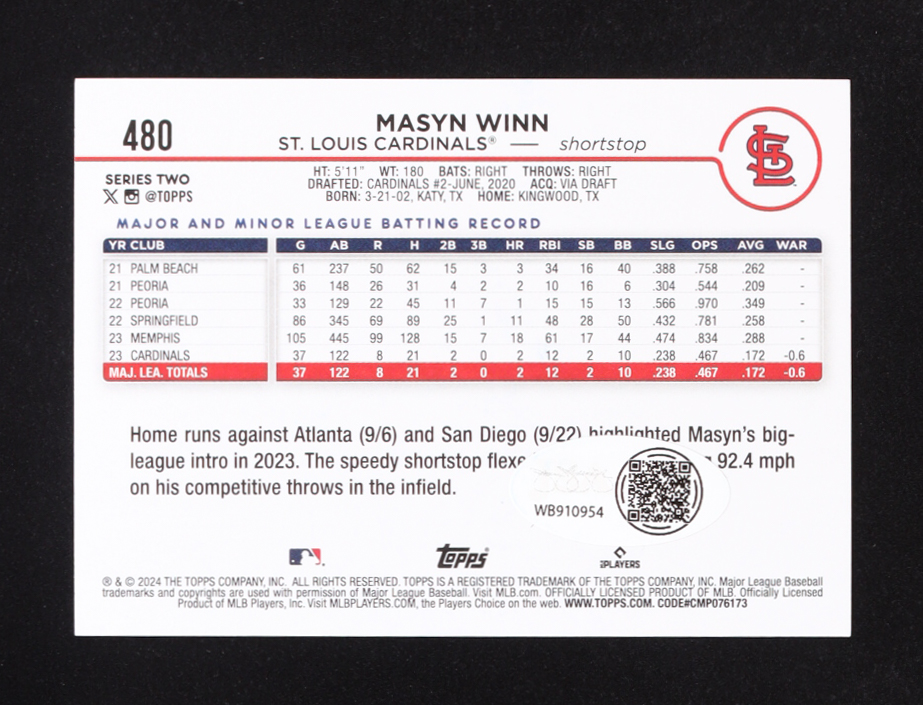 480
MASYN WINN
ST. LOUIS CARDINALS® — shortstop
SERIES TWO
@TOPPS
HT: 5'11" WT: 180 BATS: RIGHT THROWS: RIGHT
DRAFTED: CARDINALS #2-JUNE, 2020 ACQ: VIA DRAFT
BORN: 3-21-02, KATY, TX HOME: KINGWOOD, TX
MAJOR AND MINOR LEAGUE BATTING RECORD
YR CLUB G AB R H 2B 3B HR RBI SB BB SLG OPS AVG WAR
21 PALM BEACH 61 237 50 62 15 3 3 34 16 40 .388 .758 .262 -
21 PEORIA 36 148 26 31 4 2 2 10 16 6 .304 .544 .209 -
22 PEORIA 33 129 22 45 11 7 1 15 15 13 .566 .970 .349 -
22 SPRINGFIELD 86 345 69 89 25 1 11 48 28 50 .432 .781 .258 -
23 MEMPHIS 105 445 99 128 15 7 18 61 17 44 .474 .834 .288 -
23 CARDINALS 37 122 8 21 2 0 2 12 2 10 .238 .467 .172 -0.6
MAJ. LEA. TOTALS 37 122 8 21 2 0 2 12 2 10 .238 .467 .172 -0.6
Home runs against Atlanta (9/6) and San Diego (9/22) highlighted Masyn's big-
league intro in 2023. The speedy shortstop flexe 92.4 mph
on his competitive throws in the infield.
WB910954
Topps
PLAYERS
® & © 2024 THE TOPPS COMPANY, INC. ALL RIGHTS RESERVED. TOPPS IS A REGISTERED TRADEMARK OF THE TOPPS COMPANY, INC. Major League Baseball
trademarks and copyrights are used with permission of Major League Baseball. Visit MLB.com. OFFICIALLY LICENSED PRODUCT OF MLB. Officially Licensed
Product of MLB Players, Inc. Visit MLBPLAYERS.COM, the Players Choice on the web. WWW.TOPPS.COM. CODE#CMP076173